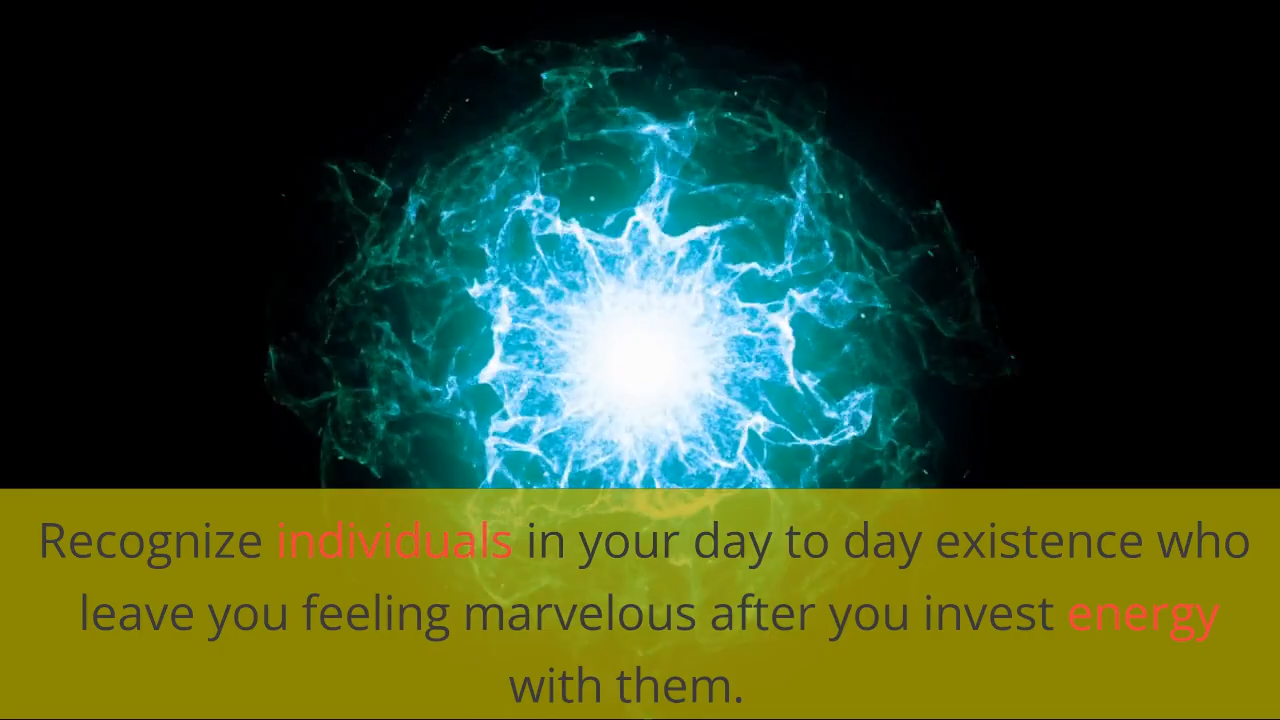 Recognize individuals in your day to day existence who
leave you feeling marvelous after you invest energy
with them.